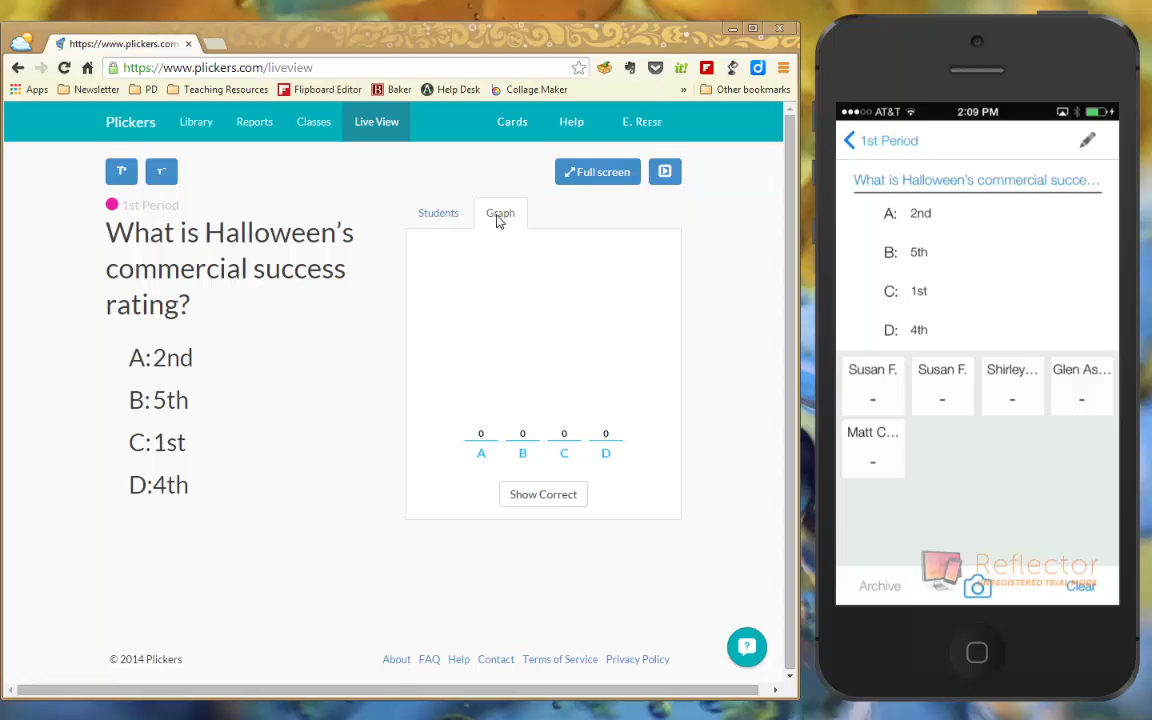 https://www.plickers.com
https://www.plickers.com/liveview
Apps
Newsletter
PD
Teaching Resources
Flipboard Editor
Baker
Help Desk
Collage Maker
»
Other bookmarks
Plickers
Library
Reports
Classes
Live View
Cards
Help
E. Reese
T+
T-
Full screen
1st Period
What is Halloween's
commercial success
rating?
A:2nd
B:5th
C:1st
D:4th
Students
Graph
0 0 0 0
A B C D
Show Correct
© 2014 Plickers
About FAQ Help Contact Terms of Service Privacy Policy
AT&T
2:09 PM
1st Period
What is Halloween's commercial succe...
A: 2nd
B: 5th
C: 1st
D: 4th
Susan F. Susan F. Shirley... Glen As...
- - - -
Matt C...
-
Reflector
UNREGISTERED TRIAL MODE
Archive
Clear